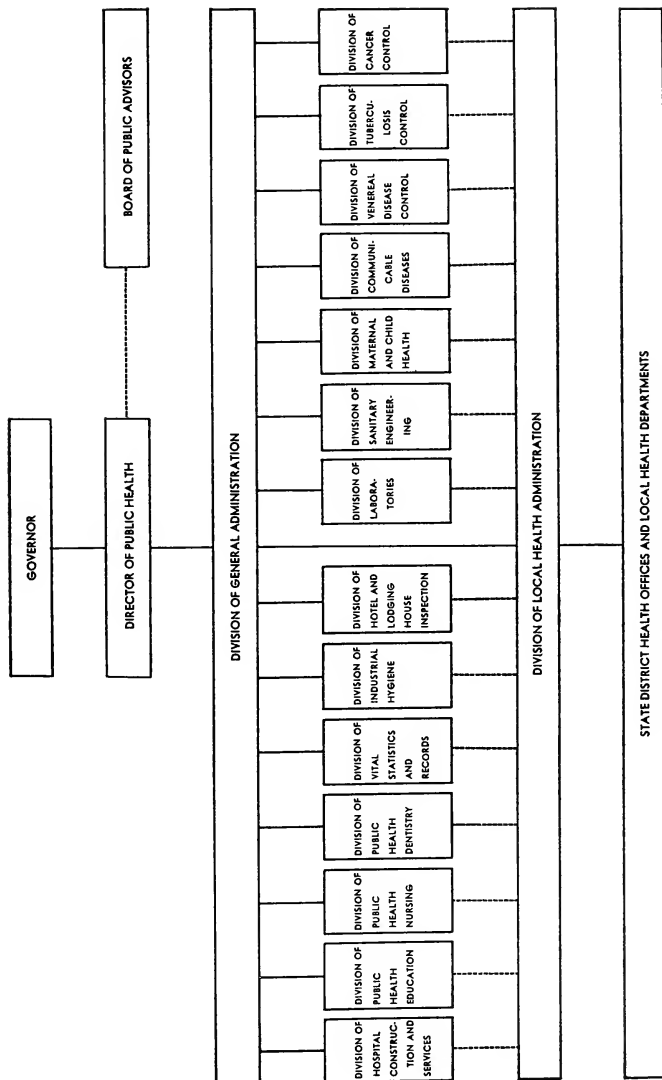 GOVERNOR
DIRECTOR OF PUBLIC HEALTH
BOARD OF PUBLIC ADVISORS
DIVISION OF GENERAL ADMINISTRATION
DIVISION OF
HOSPITAL
CONSTRUC-
TION AND
SERVICES
DIVISION OF
PUBLIC
HEALTH
EDUCATION
DIVISION OF
PUBLIC
HEALTH
NURSING
DIVISION OF
PUBLIC
HEALTH
DENTISTRY
DIVISION OF
VITAL
STATISTICS
AND
RECORDS
DIVISION OF
INDUSTRIAL
HYGIENE
DIVISION OF
HOTEL AND
LODGING
HOUSE
INSPECTION
DIVISION OF
LABORA-
TORIES
DIVISION OF
SANITARY
ENGINEER-
ING
DIVISION OF
MATERNAL
AND CHILD
HEALTH
DIVISION OF
COMMUNI-
CABLE
DISEASES
DIVISION OF
VENEREAL
DISEASE
CONTROL
DIVISION OF
TUBERCU-
LOSIS
CONTROL
DIVISION OF
CANCER
CONTROL
DIVISION OF LOCAL HEALTH ADMINISTRATION
STATE DISTRICT HEALTH OFFICES AND LOCAL HEALTH DEPARTMENTS